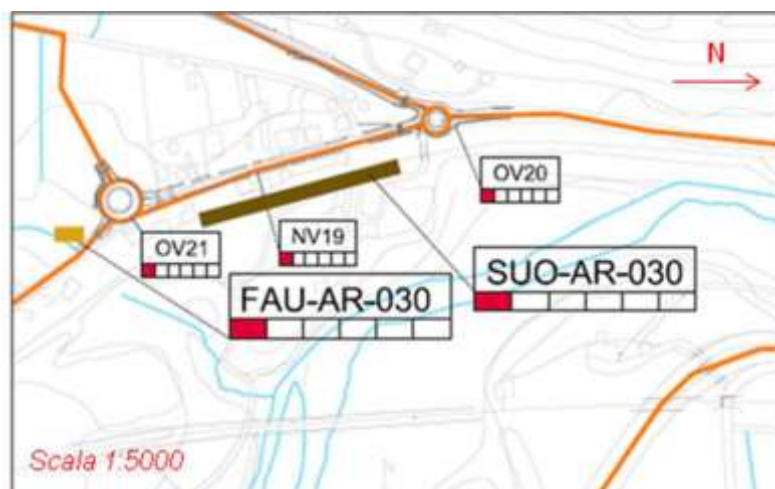 N
OV20
OV21
NV19
FAU-AR-030
SUO-AR-030
Scala 1:5000